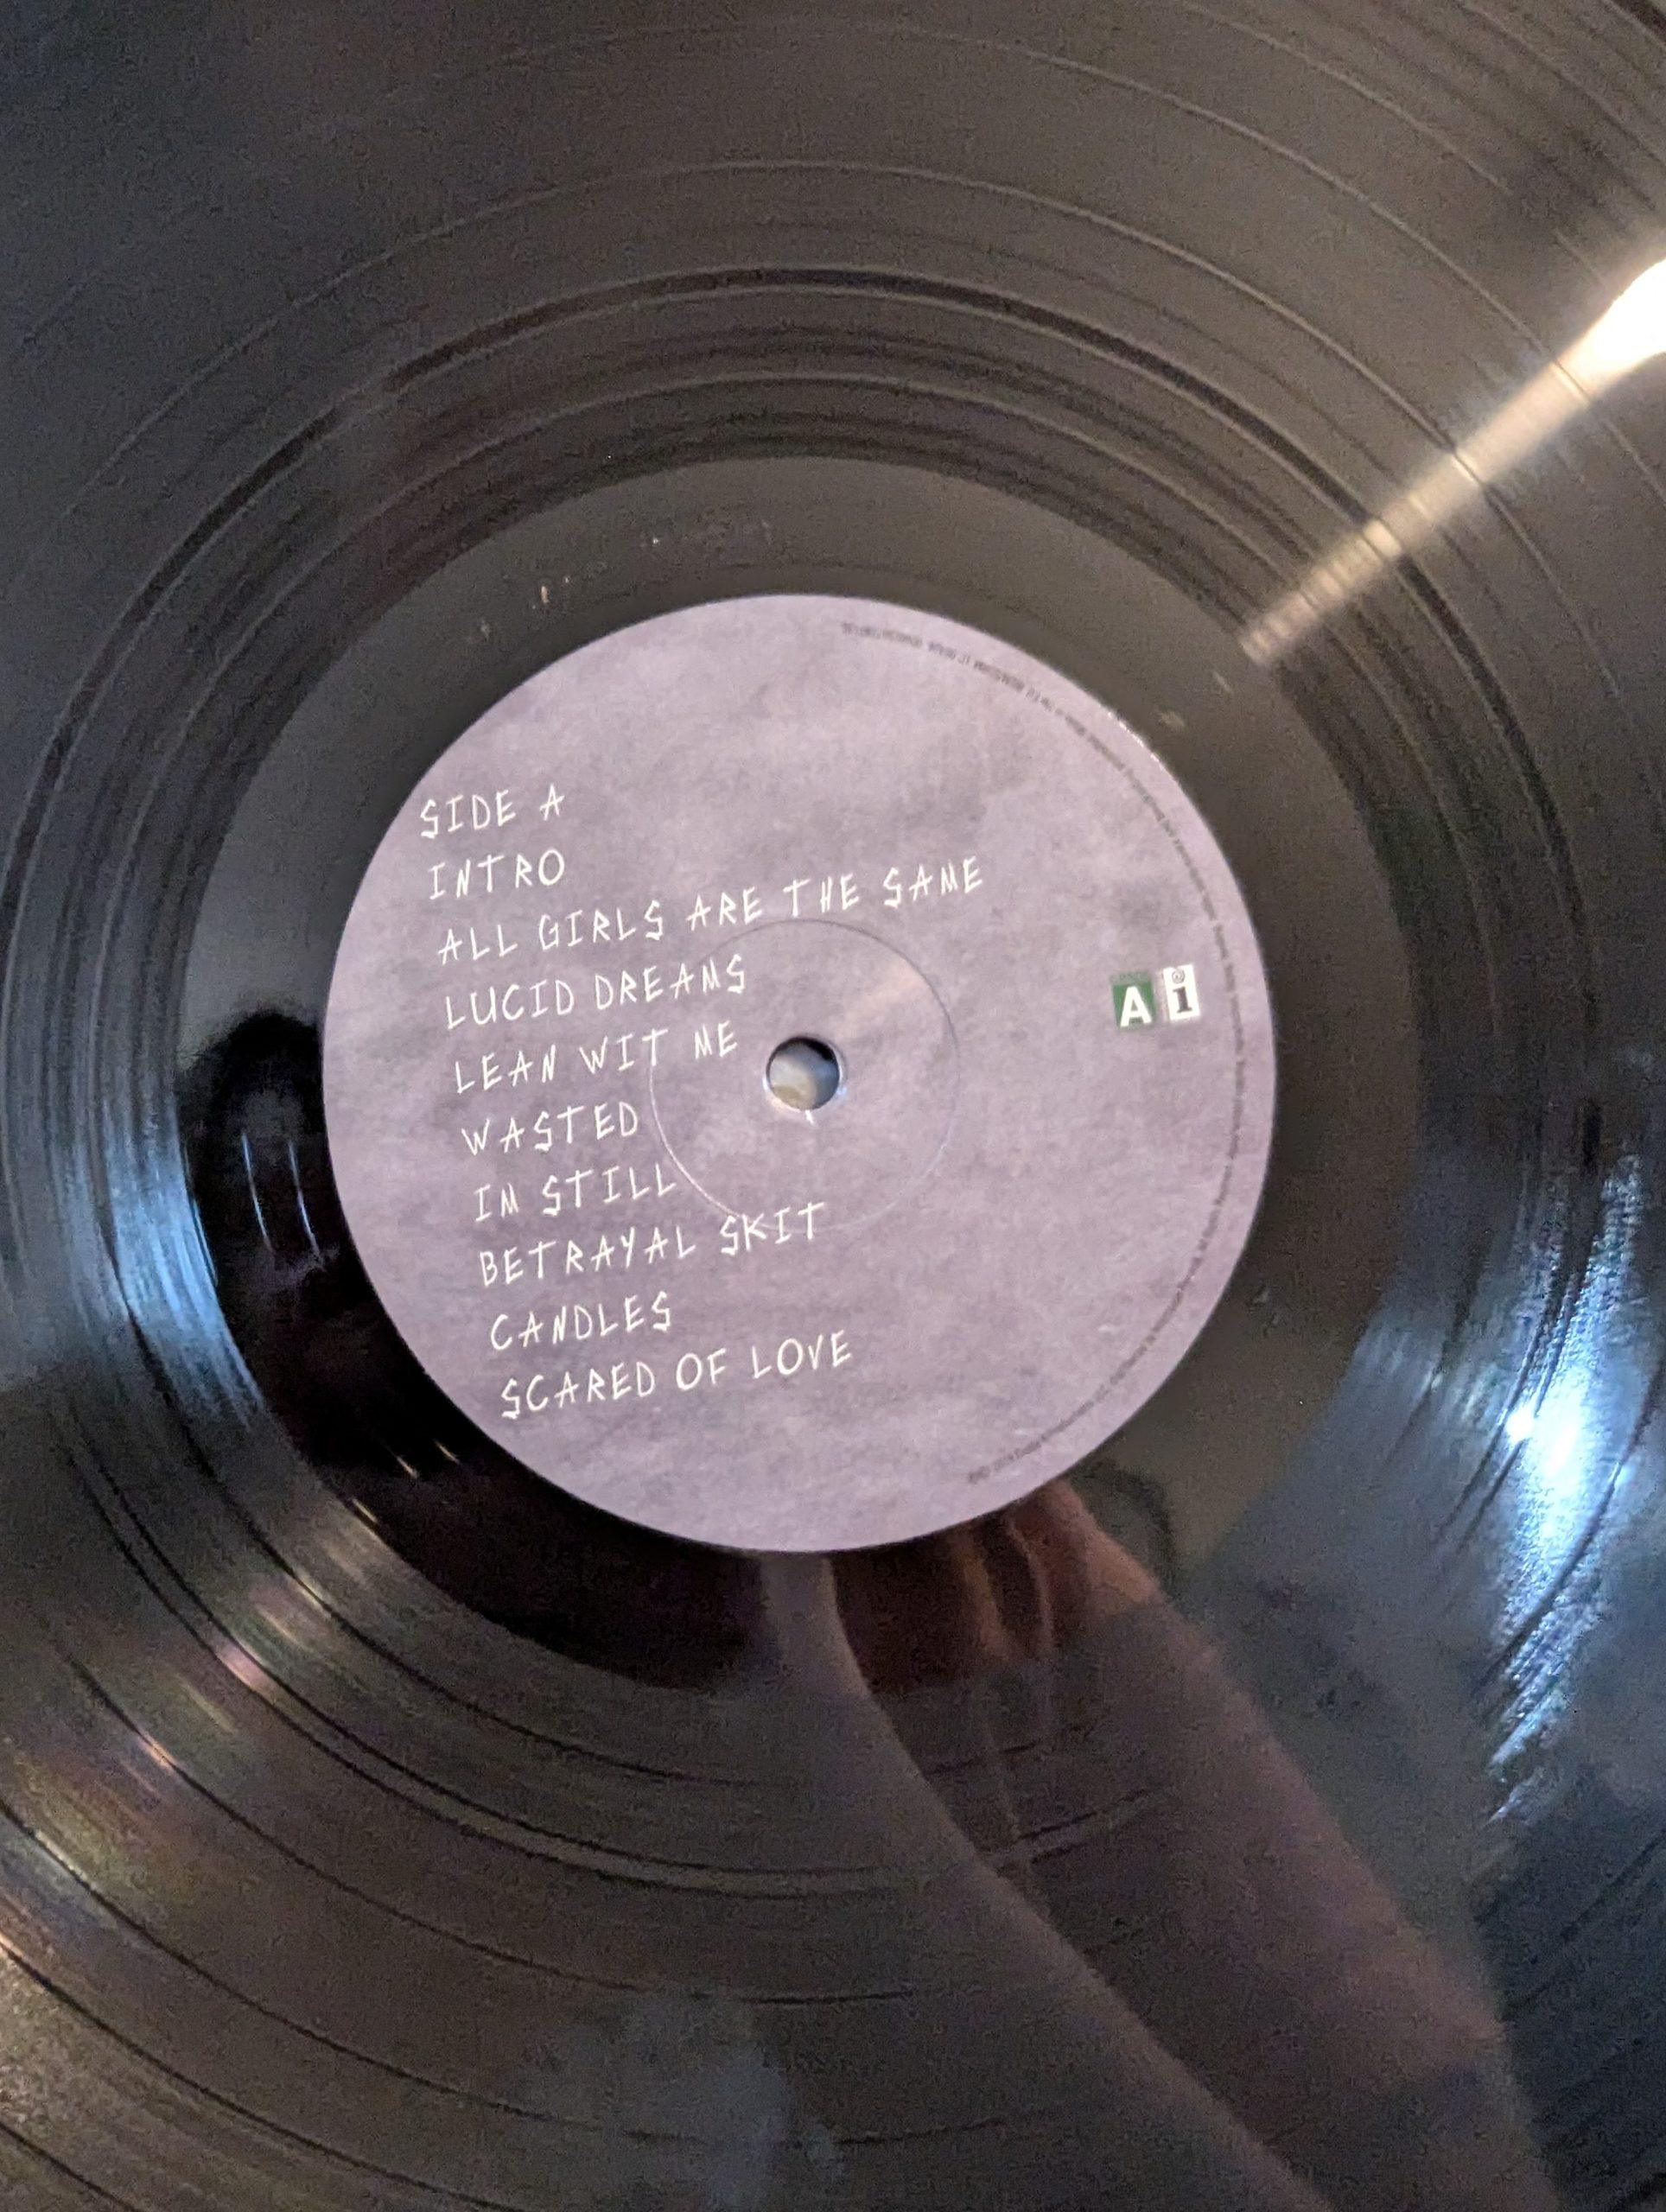 SIDE A
INTRO
ALL GIRLS ARE THE SAME
LUCID DREAMS
LEAN WIT ME
WASTED
IM STILL
BETRAYAL SKIT
CANDLES
SCARED OF LOVE
A i